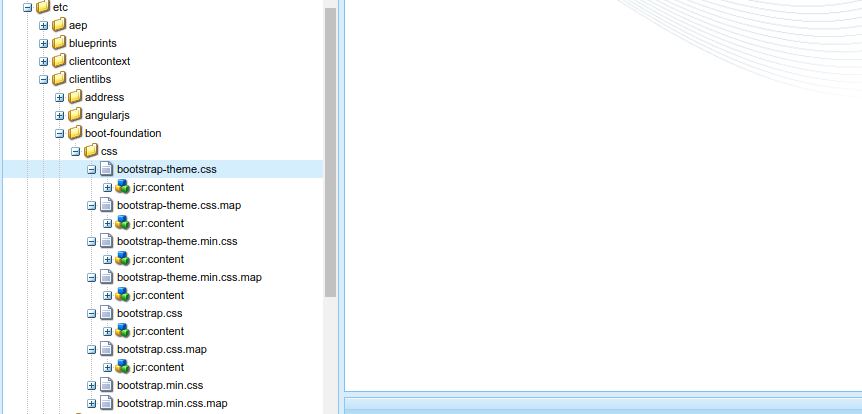 etc
aep
blueprints
clientcontext
clientlibs
address
angularjs
boot-foundation
css
bootstrap-theme.css
jcr:content
bootstrap-theme.css.map
jcr:content
bootstrap-theme.min.css
jcr:content
bootstrap-theme.min.css.map
jcr:content
bootstrap.css
jcr:content
bootstrap.css.map
jcr:content
bootstrap.min.css
bootstrap.min.css.map